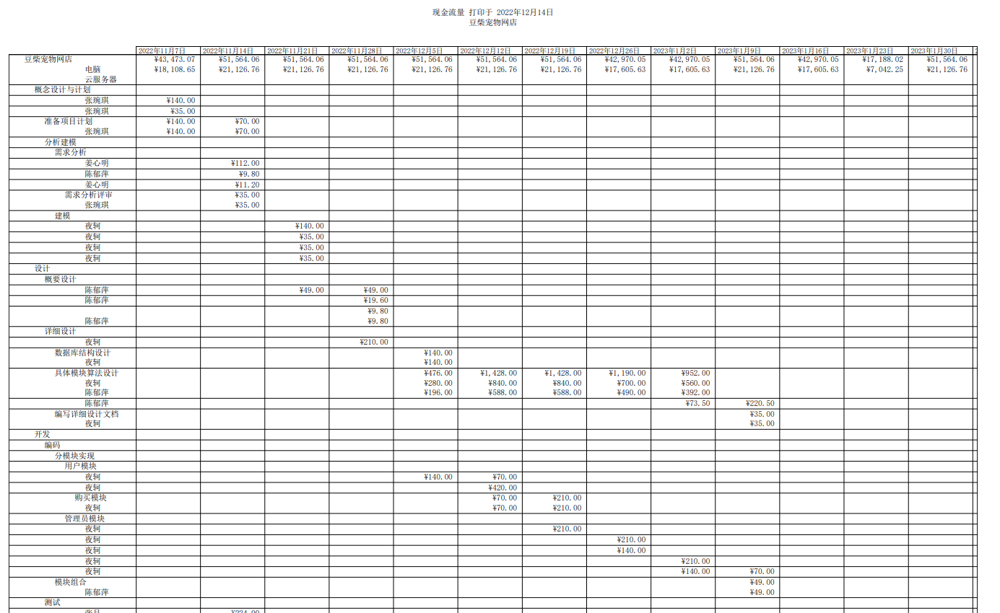 现金流量 打印于 2022年12月14日
豆柴宠物网店
2022年11月7日 2022年11月14日 2022年11月21日 2022年11月28日 2022年12月5日 2022年12月12日 2022年12月19日 2022年12月26日 2023年1月2日 2023年1月9日 2023年1月16日 2023年1月23日 2023年1月30日
豆柴宠物网店 ¥43,473.07 ¥51,564.06 ¥51,564.06 ¥51,564.06 ¥51,564.06 ¥51,564.06 ¥51,564.06 ¥42,970.05 ¥42,970.05 ¥51,564.06 ¥42,970.05 ¥17,188.02 ¥51,564.06
电脑 ¥18,108.65 ¥21,126.76 ¥21,126.76 ¥21,126.76 ¥21,126.76 ¥21,126.76 ¥21,126.76 ¥17,605.63 ¥17,605.63 ¥21,126.76 ¥17,605.63 ¥7,042.25 ¥21,126.76
云服务器
概念设计与计划
张琬琪 ¥140.00
张琬琪 ¥35.00
准备项目计划 ¥140.00 ¥70.00
张琬琪 ¥140.00 ¥70.00
分析建模
需求分析
姜心明 ¥112.00
陈郁萍 ¥9.80
姜心明 ¥11.20
需求分析评审 ¥35.00
张琬琪 ¥35.00
建模
夜轲 ¥140.00
夜轲 ¥35.00
夜轲 ¥35.00
夜轲 ¥35.00
设计
概要设计
陈郁萍 ¥49.00 ¥49.00
陈郁萍 ¥19.60
¥9.80
陈郁萍 ¥9.80
详细设计
夜轲 ¥210.00
数据库结构设计 ¥140.00
夜轲 ¥140.00
具体模块算法设计 ¥476.00 ¥1,428.00 ¥1,428.00 ¥1,190.00 ¥952.00
夜轲 ¥280.00 ¥840.00 ¥840.00 ¥700.00 ¥560.00
陈郁萍 ¥196.00 ¥588.00 ¥588.00 ¥490.00 ¥392.00
陈郁萍 ¥73.50 ¥220.50
编写详细设计文档 ¥35.00
夜轲 ¥35.00
开发
编码
分模块实现
用户模块
夜轲 ¥140.00 ¥70.00
夜轲 ¥420.00
购买模块 ¥70.00 ¥210.00
夜轲 ¥70.00 ¥210.00
管理员模块
夜轲 ¥210.00
夜轲 ¥210.00
夜轲 ¥140.00
夜轲 ¥210.00
夜轲 ¥140.00 ¥70.00
模块组合 ¥49.00
陈郁萍 ¥49.00
测试